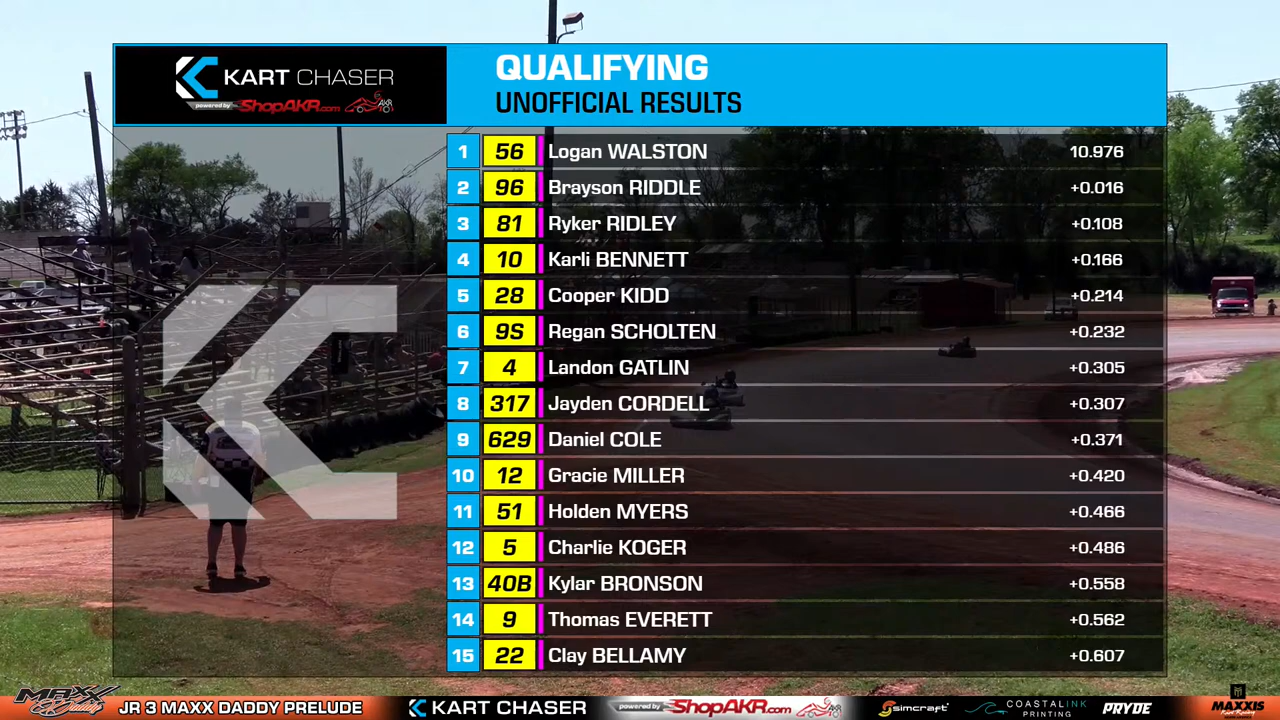 KART CHASER
powered by ShopAKR.com AKR
QUALIFYING
UNOFFICIAL RESULTS
1 56 Logan WALSTON 10.976
2 96 Brayson RIDDLE +0.016
3 81 Ryker RIDLEY +0.108
4 10 Karli BENNETT +0.166
5 28 Cooper KIDD +0.214
6 9S Regan SCHOLTEN +0.232
7 4 Landon GATLIN +0.305
8 317 Jayden CORDELL +0.307
9 629 Daniel COLE +0.371
10 12 Gracie MILLER +0.420
11 51 Holden MYERS +0.466
12 5 Charlie KOGER +0.486
13 40B Kylar BRONSON +0.558
14 9 Thomas EVERETT +0.562
15 22 Clay BELLAMY +0.607
MAXX Daddy JR 3 MAXX DADDY PRELUDE KART CHASER powered by ShopAKR.com simcraft COASTALINK PRINTING PRYDE MAXXIS